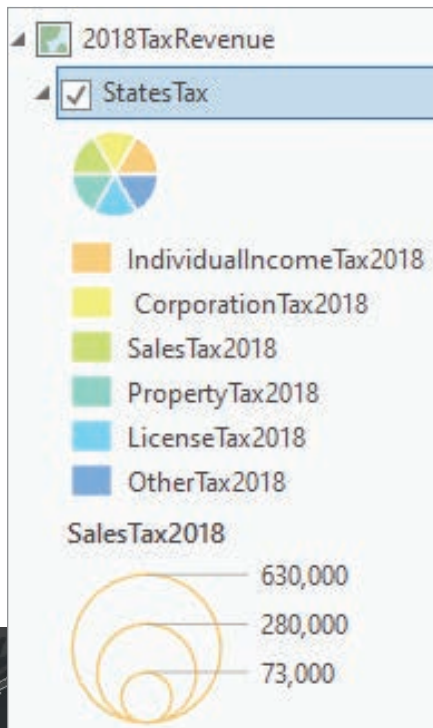 2018TaxRevenue
StatesTax
IndividualIncomeTax2018
CorporationTax2018
SalesTax2018
PropertyTax2018
LicenseTax2018
OtherTax2018
SalesTax2018
630,000
280,000
73,000